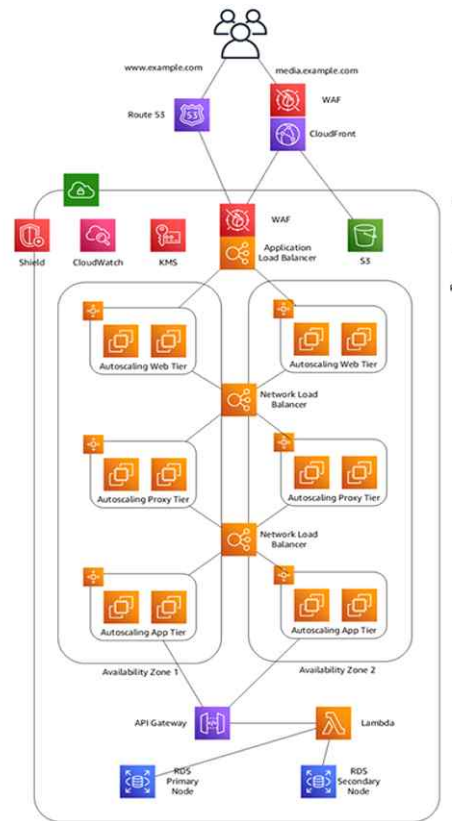 www.example.com
media.example.com
WAF
Route 53
53
CloudFront
WAF
Shield
CloudWatch
KMS
Application
Load Balancer
S3
Autoscaling Web Tier
Autoscaling Web Tier
Network Load
Balancer
Autoscaling Proxy Tier
Autoscaling Proxy Tier
Network Load
Balancer
Autoscaling App Tier
Autoscaling App Tier
Availability Zone 1
Availability Zone 2
API Gateway
Lambda
RDS
Primary
Node
RDS
Secondary
Node